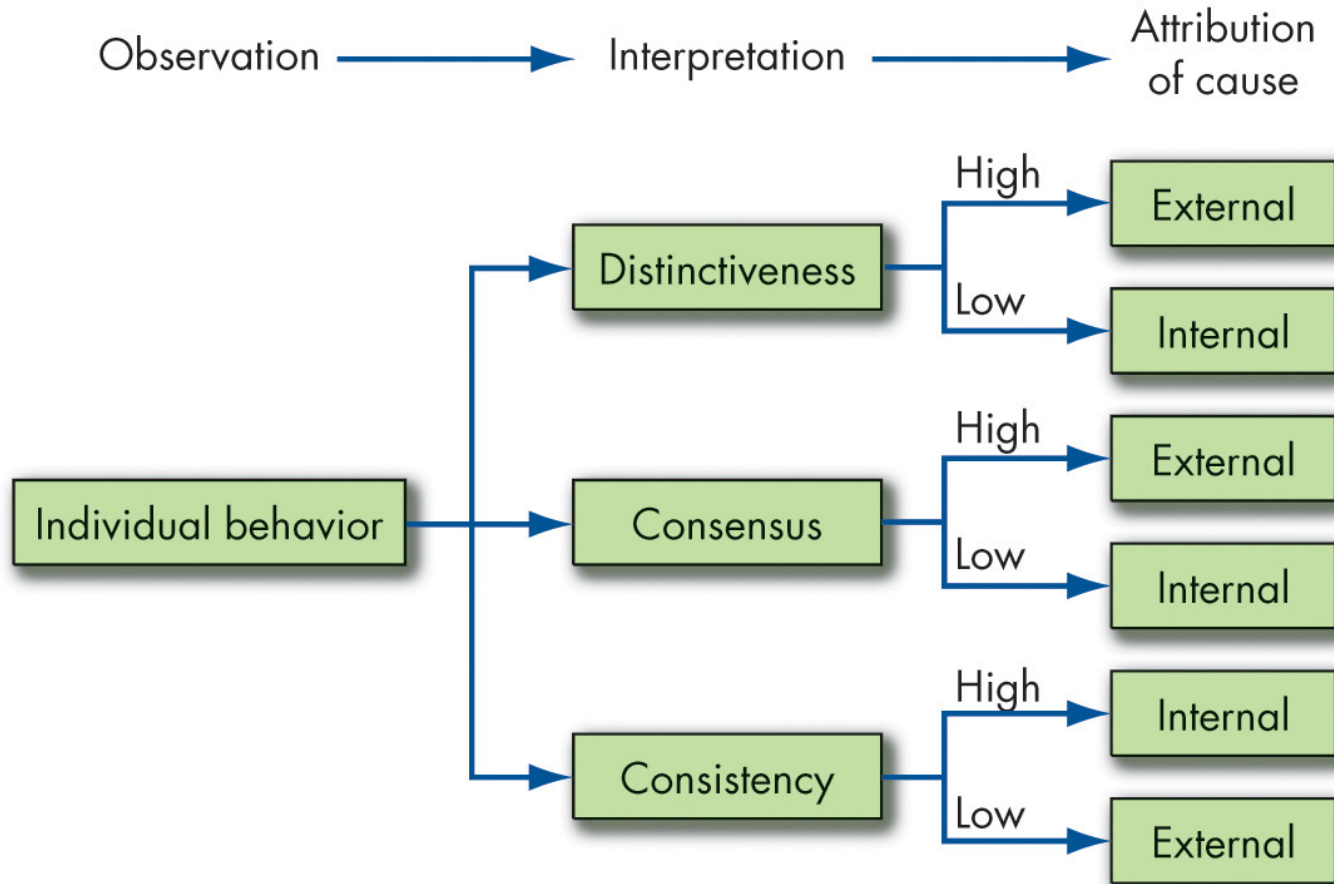 Observation
Interpretation
Attribution
of cause
High
External
Distinctiveness
Low
Internal
High
External
Individual behavior
Consensus
Low
Internal
High
Internal
Consistency
Low
External